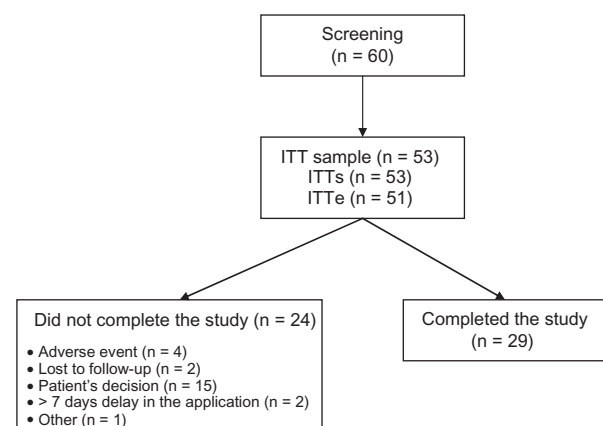 Screening
(n = 60)
ITT sample (n = 53)
ITTs (n = 53)
ITTe (n = 51)
Did not complete the study (n = 24)
• Adverse event (n = 4)
• Lost to follow-up (n = 2)
• Patient's decision (n = 15)
• > 7 days delay in the application (n = 2)
• Other (n = 1)
Completed the study
(n = 29)